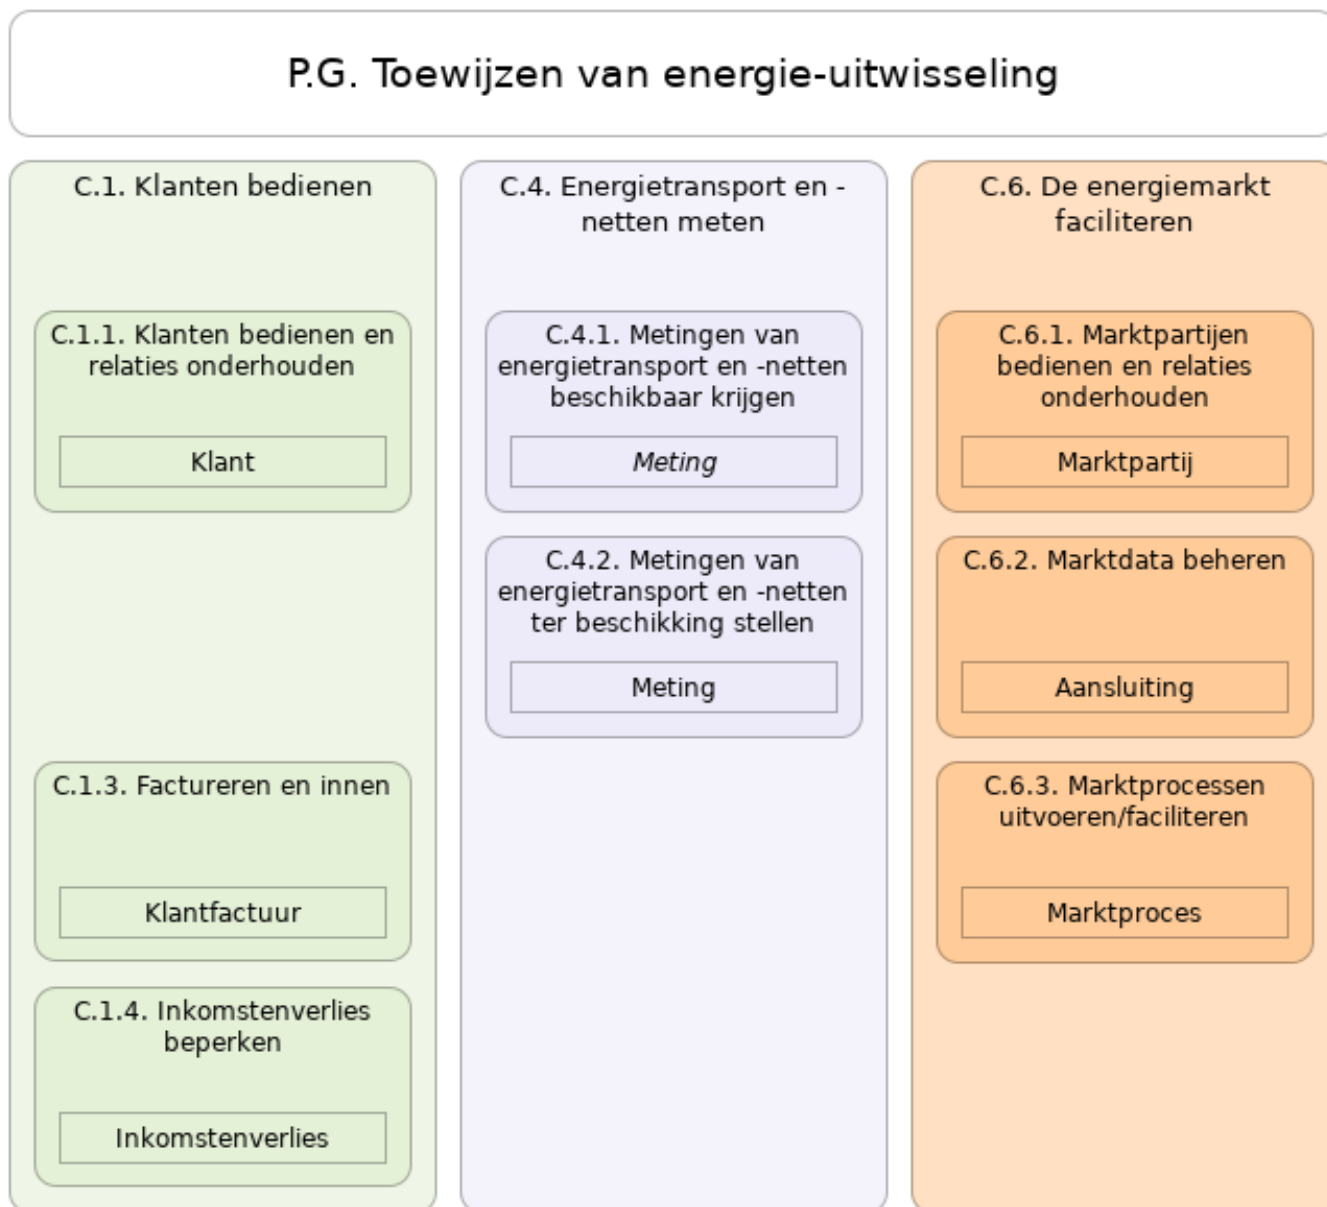 P.G. Toewijzen van energie-uitwisseling
C.1. Klanten bedienen
C.1.1. Klanten bedienen en
relaties onderhouden
Klant
C.1.3. Factureren en innen
Klantfactuur
C.1.4. Inkomstenverlies
beperken
Inkomstenverlies
C.4. Energietransport en -
netten meten
C.4.1. Metingen van
energietransport en -netten
beschikbaar krijgen
Meting
C.4.2. Metingen van
energietransport en -netten
ter beschikking stellen
Meting
C.6. De energiemarkt
faciliteren
C.6.1. Marktpartijen
bedienen en relaties
onderhouden
Marktpartij
C.6.2. Marktdata beheren
Aansluiting
C.6.3. Marktprocessen
uitvoeren/faciliteren
Marktproces